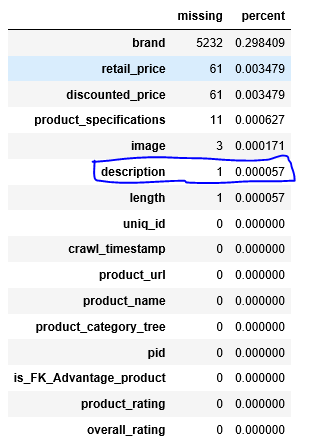 missing percent
brand 5232 0.298409
retail_price 61 0.003479
discounted_price 61 0.003479
product_specifications 11 0.000627
image 3 0.000171
description 1 0.000057
length 1 0.000057
uniq_id 0 0.000000
crawl_timestamp 0 0.000000
product_url 0 0.000000
product_name 0 0.000000
product_category_tree 0 0.000000
pid 0 0.000000
is_FK_Advantage_product 0 0.000000
product_rating 0 0.000000
overall_rating 0 0.000000